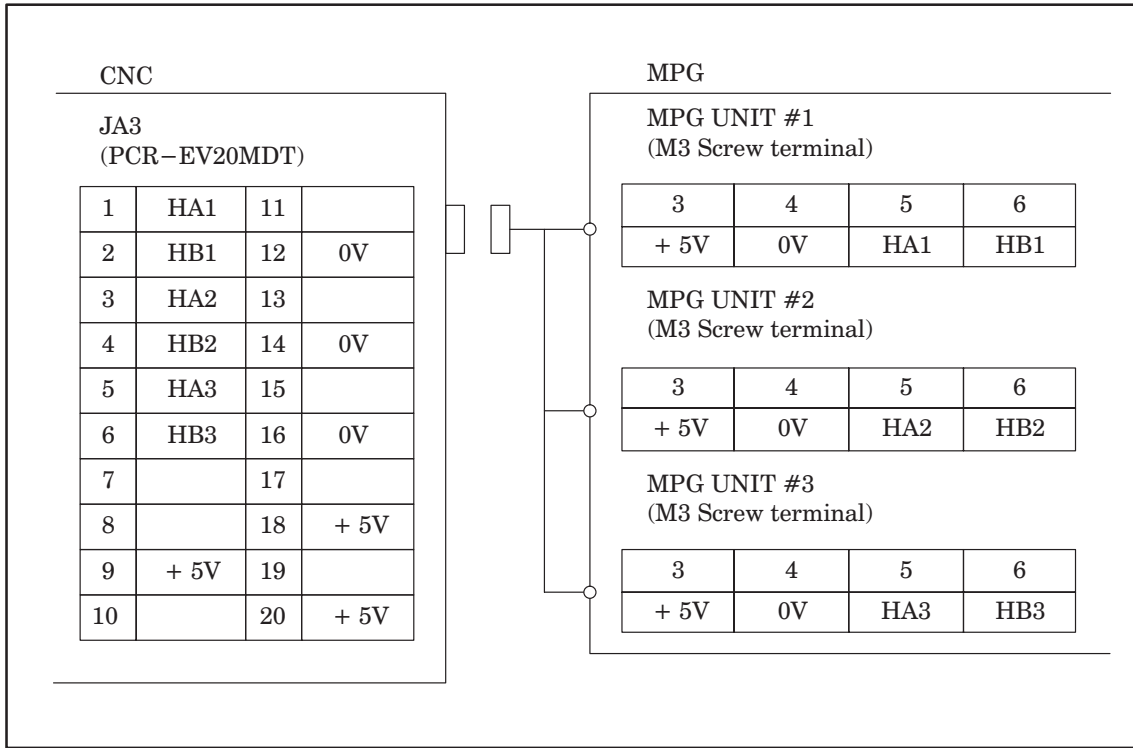 CNC
JA3
(PCR−EV20MDT)
1 HA1 11
2 HB1 12 0V
3 HA2 13
4 HB2 14 0V
5 HA3 15
6 HB3 16 0V
7 17
8 18 + 5V
9 + 5V 19
10 20 + 5V
MPG
MPG UNIT #1
(M3 Screw terminal)
3 4 5 6
+ 5V 0V HA1 HB1
MPG UNIT #2
(M3 Screw terminal)
3 4 5 6
+ 5V 0V HA2 HB2
MPG UNIT #3
(M3 Screw terminal)
3 4 5 6
+ 5V 0V HA3 HB3